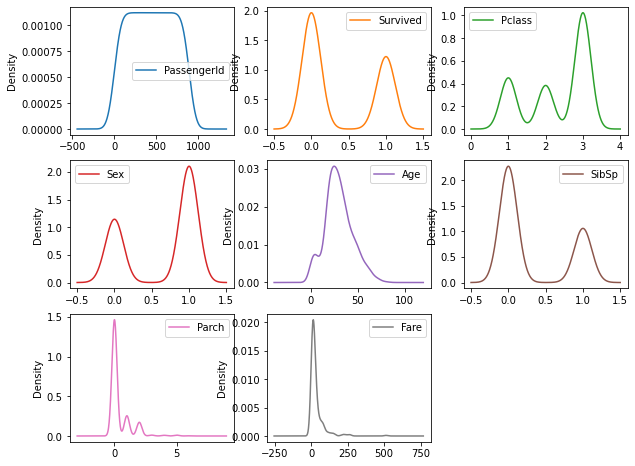 Density
0.00100
0.00075
0.00050
0.00025
0.00000
PassengerId
-500 0 500 1000
Density
2.0
1.5
1.0
0.5
0.0
Survived
−0.5 0.0 0.5 1.0 1.5
Density
1.0
0.8
0.6
0.4
0.2
0.0
Pclass
0 1 2 3 4
Density
2.0
1.5
1.0
0.5
0.0
Sex
−0.5 0.0 0.5 1.0 1.5
Density
0.03
0.02
0.01
0.00
Age
0 50 100
Density
2.0
1.5
1.0
0.5
0.0
SibSp
−0.5 0.0 0.5 1.0 1.5
Density
1.5
1.0
0.5
0.0
Parch
0 5
Density
0.020
0.015
0.010
0.005
0.000
Fare
−250 0 250 500 750